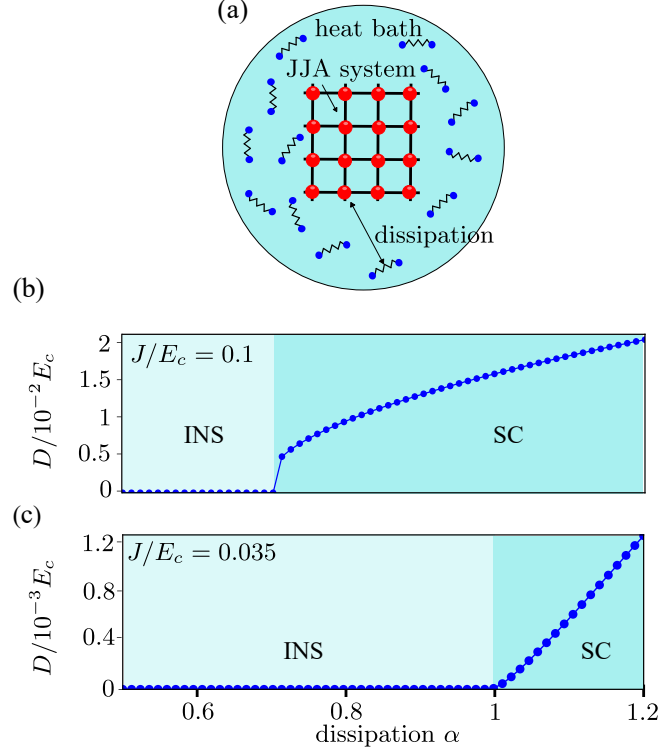 (a)
heat bath
JJA system
dissipation
(b)
J/E_c = 0.1
D/10^{-2}E_c
2
1.5
1
0.5
0
INS
SC
(c)
J/E_c = 0.035
D/10^{-3}E_c
1.2
0.8
0.4
0
INS
SC
0.6
0.8
1
1.2
dissipation α